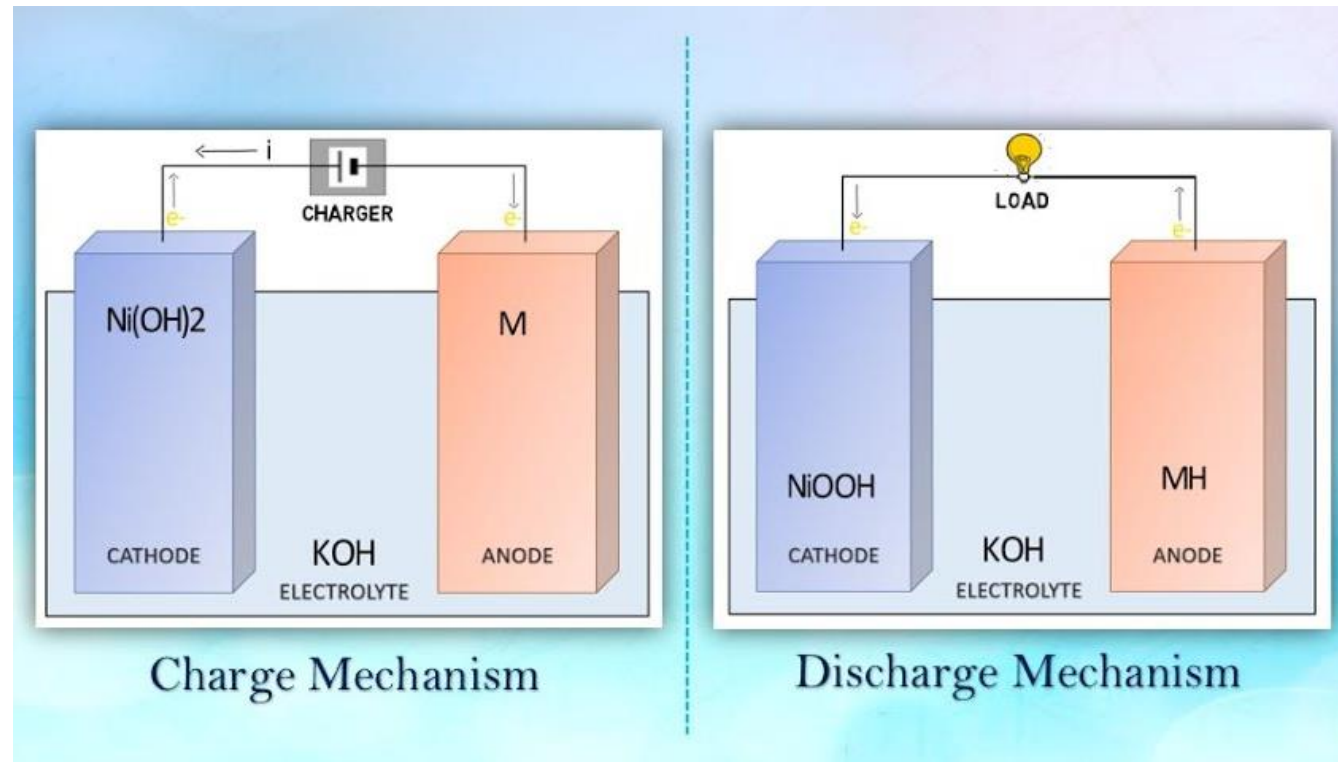 i
e-
e-
CHARGER
Ni(OH)2
M
CATHODE
KOH
ELECTROLYTE
ANODE
Charge Mechanism
LOAD
e-
e-
NiOOH
MH
CATHODE
KOH
ELECTROLYTE
ANODE
Discharge Mechanism